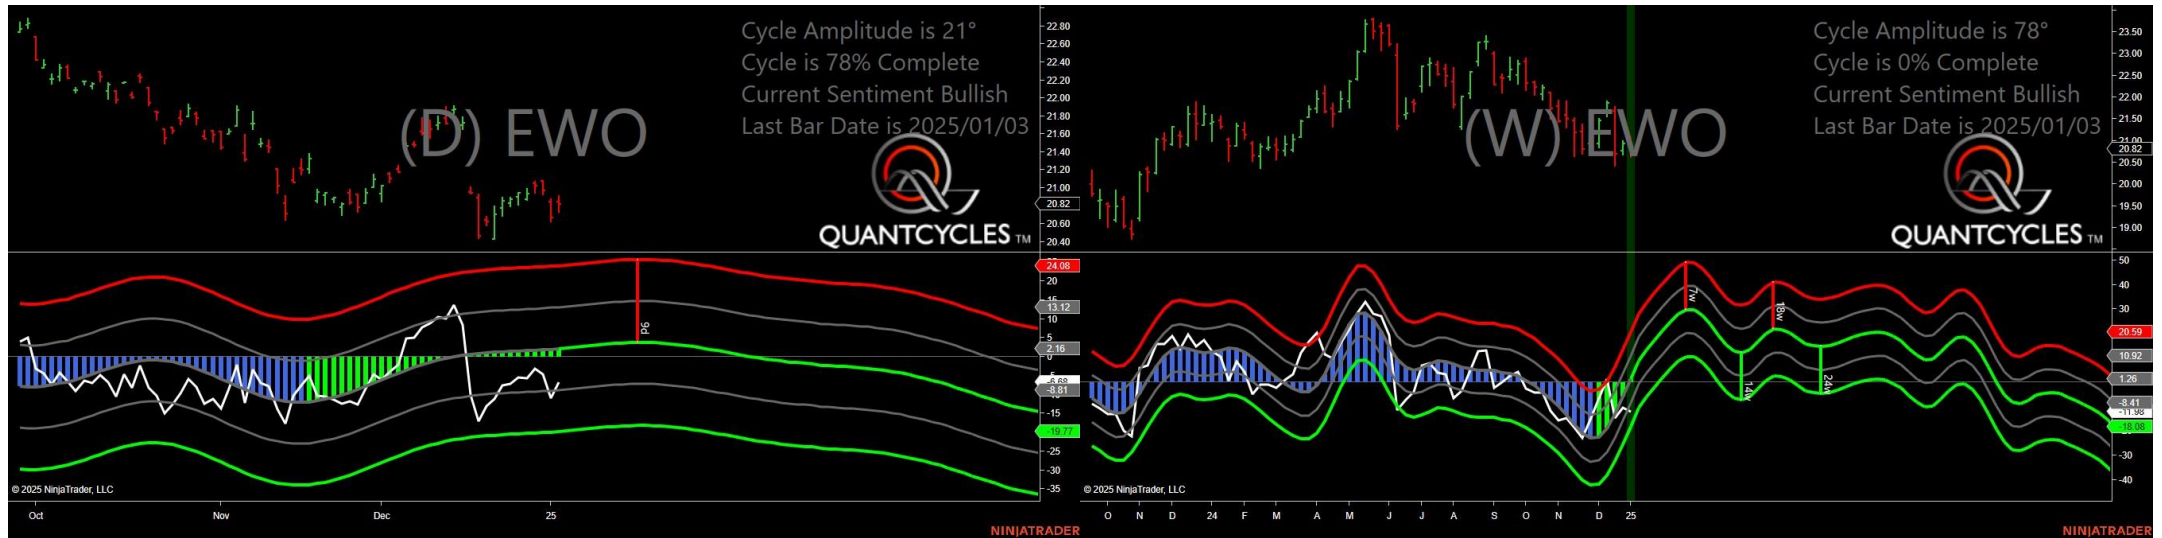 Cycle Amplitude is 21°
Cycle is 78% Complete
Current Sentiment Bullish
Last Bar Date is 2025/01/03
(D) EWO
QUANTCYCLES TM
22.80
22.60
22.40
22.20
22.00
21.80
21.60
21.40
21.20
21.00
20.82
20.60
20.40
24.08
20
13.12
10
5
2.16
-6.68
-8.81
-15
-19.77
-25
-30
-35
9d
© 2025 NinjaTrader, LLC
Oct Nov Dec 25
NINJATRADER
Cycle Amplitude is 78°
Cycle is 0% Complete
Current Sentiment Bullish
Last Bar Date is 2025/01/03
(W) EWO
QUANTCYCLES TM
23.50
23.00
22.50
22.00
21.50
21.00
20.82
20.50
20.00
19.50
19.00
50
40
30
20.59
10.92
1.26
-8.41
-11.98
-18.08
-30
-40
7w
18w
14w
24w
© 2025 NinjaTrader, LLC
O N D 24 F M A M J J A S O N D 25
NINJATRADER